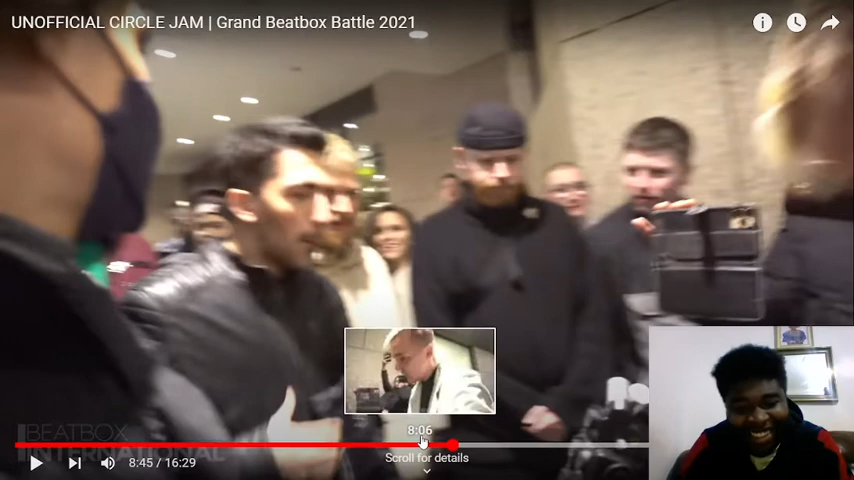 UNOFFICIAL CIRCLE JAM | Grand Beatbox Battle 2021
8:06
BEATBOX
INTERNATIONAL
8:45 / 16:29
Scroll for details